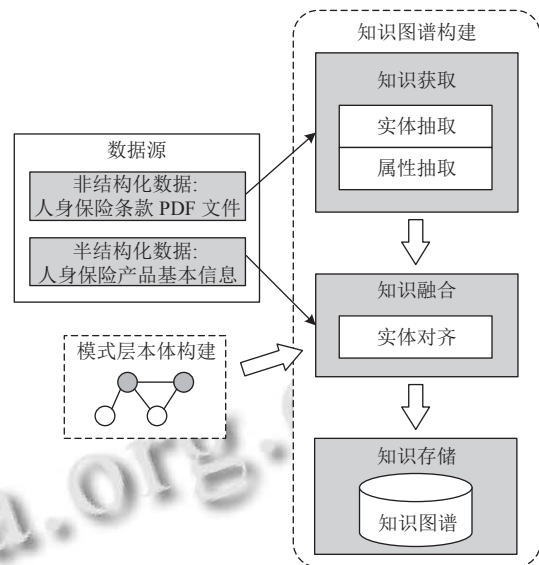 知识图谱构建
知识获取
实体抽取
属性抽取
数据源
非结构化数据:
人身保险条款 PDF 文件
半结构化数据:
人身保险产品基本信息
知识融合
实体对齐
模式层本体构建
知识存储
知识图谱
a.org.